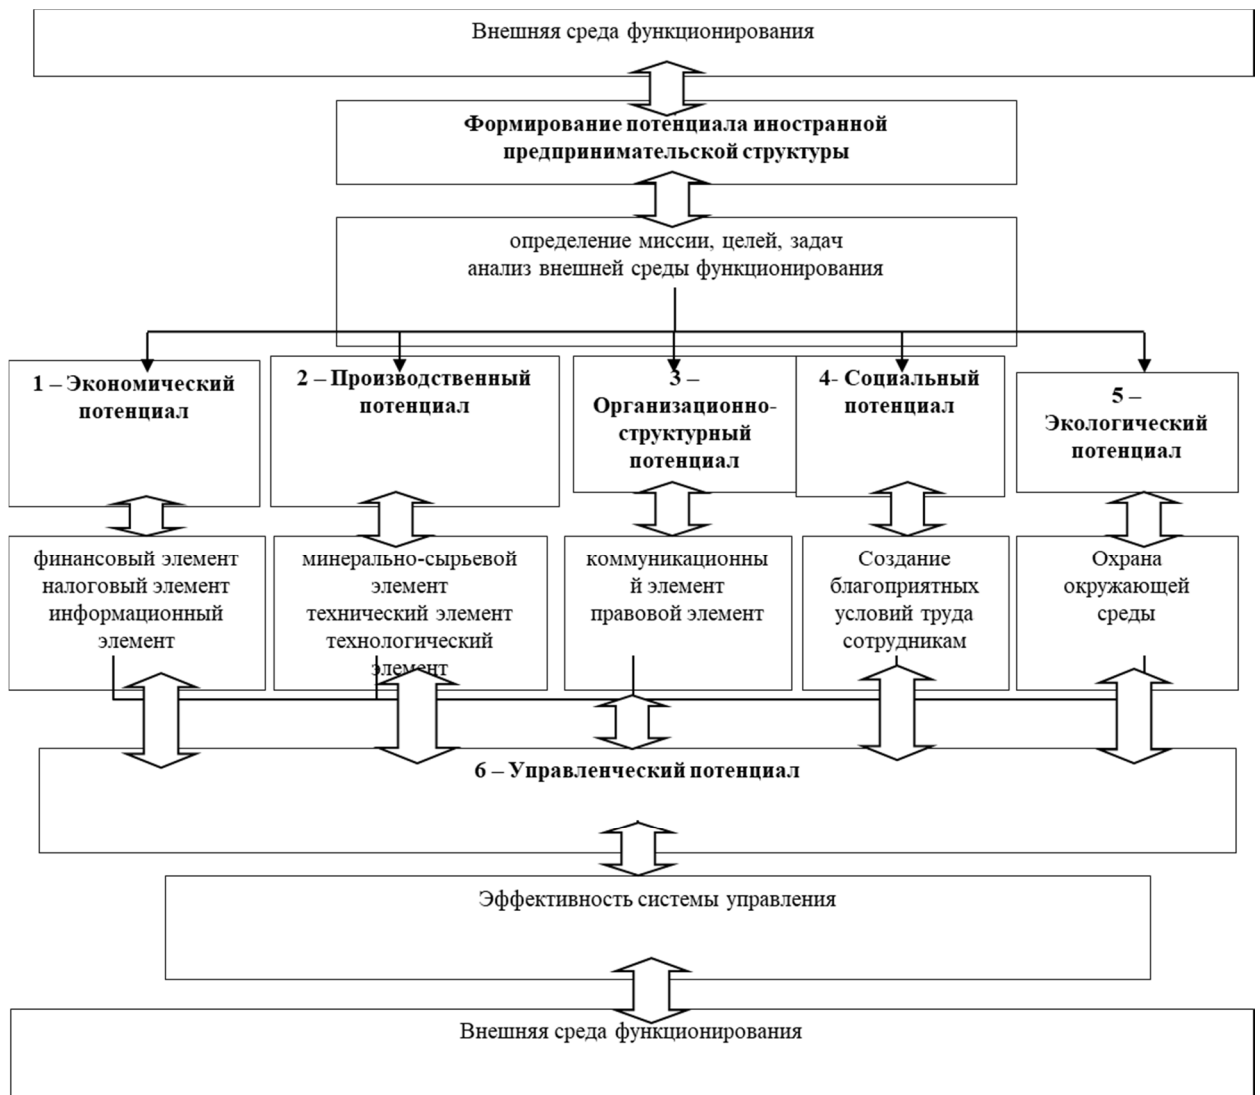 Внешняя среда функционирования
Формирование потенциала иностранной
предпринимательской структуры
определение миссии, целей, задач
анализ внешней среды функционирования
1 – Экономический
потенциал
2 – Производственный
потенциал
3 –
Организационно-
структурный
потенциал
4- Социальный
потенциал
5 –
Экологический
потенциал
финансовый элемент
налоговый элемент
информационный
элемент
минерально-сырьевой
элемент
технический элемент
технологический
элемент
коммуникационны
й элемент
правовой элемент
Создание
благоприятных
условий труда
сотрудникам
Охрана
окружающей
среды
6 – Управленческий потенциал
Эффективность системы управления
Внешняя среда функционирования